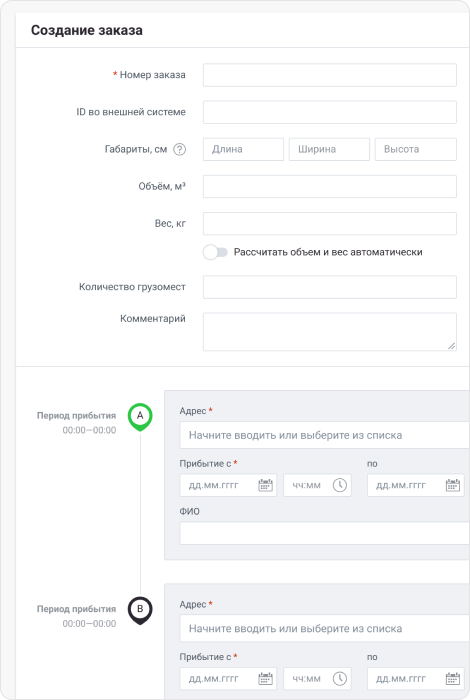 Создание заказа
* Номер заказа
ID во внешней системе
Габариты, см ? Длина Ширина Высота
Объём, м³
Вес, кг
Рассчитать объем и вес автоматически
Количество грузомест
Комментарий
Период прибытия
00:00—00:00
A
Адрес *
Начните вводить или выберите из списка
Прибытие с * по
дд.мм.гггг чч:мм дд.мм.гггг
ФИО
Период прибытия
00:00—00:00
B
Адрес *
Начните вводить или выберите из списка
Прибытие с * по
дд.мм.гггг чч:мм дд.мм.гггг